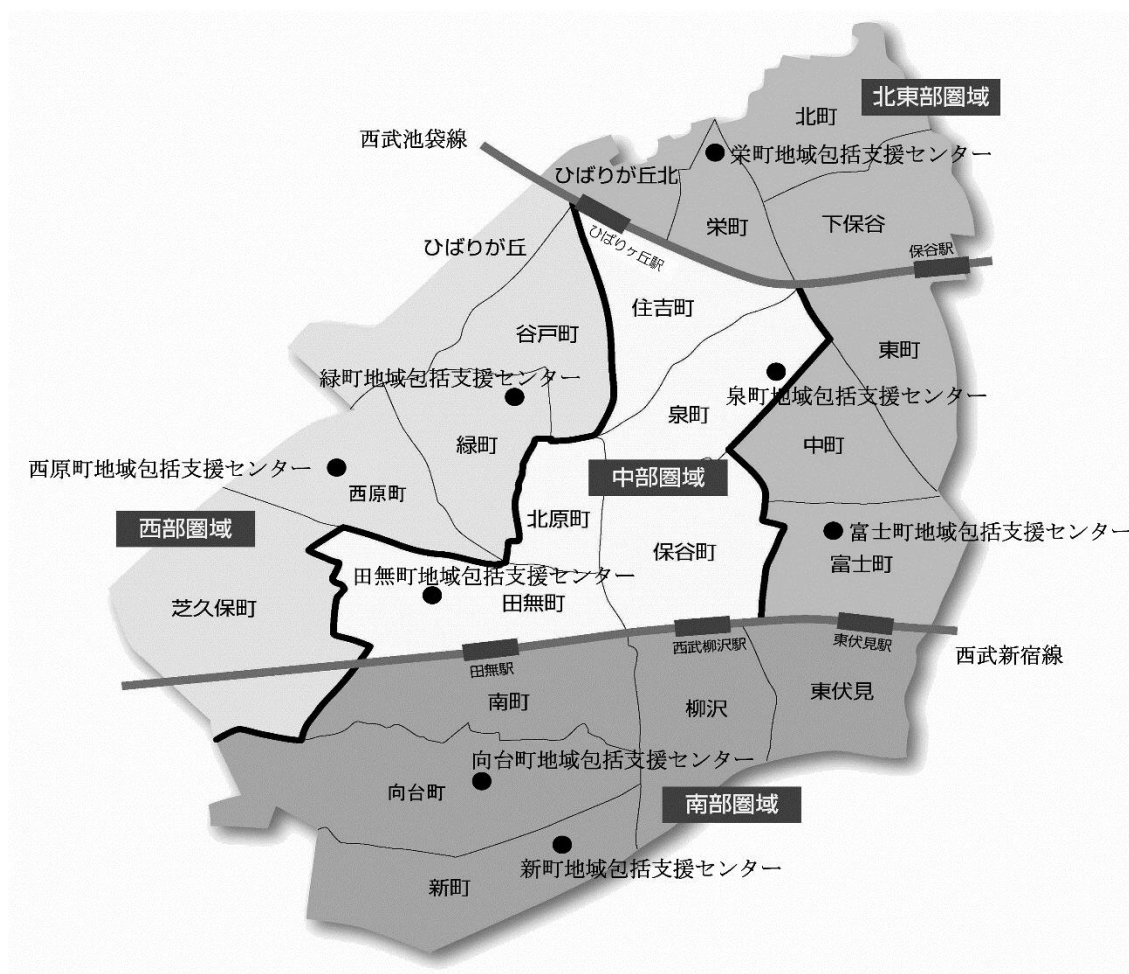 北東部圏域
北町
西武池袋線
栄町地域包括支援センター
ひばりが丘北
下保谷
栄町
ひばりが丘
ひばりヶ丘駅
保谷駅
住吉町
谷戸町
東町
緑町地域包括支援センター
泉町地域包括支援センター
泉町
緑町
中町
西原町地域包括支援センター
中部圏域
西原町
西部圏域
北原町
富士町地域包括支援センター
保谷町
富士町
田無町地域包括支援センター
田無町
芝久保町
西武柳沢駅
東伏見駅
西武新宿線
田無駅
南町
柳沢
東伏見
向台町地域包括支援センター
向台町
南部圏域
新町地域包括支援センター
新町